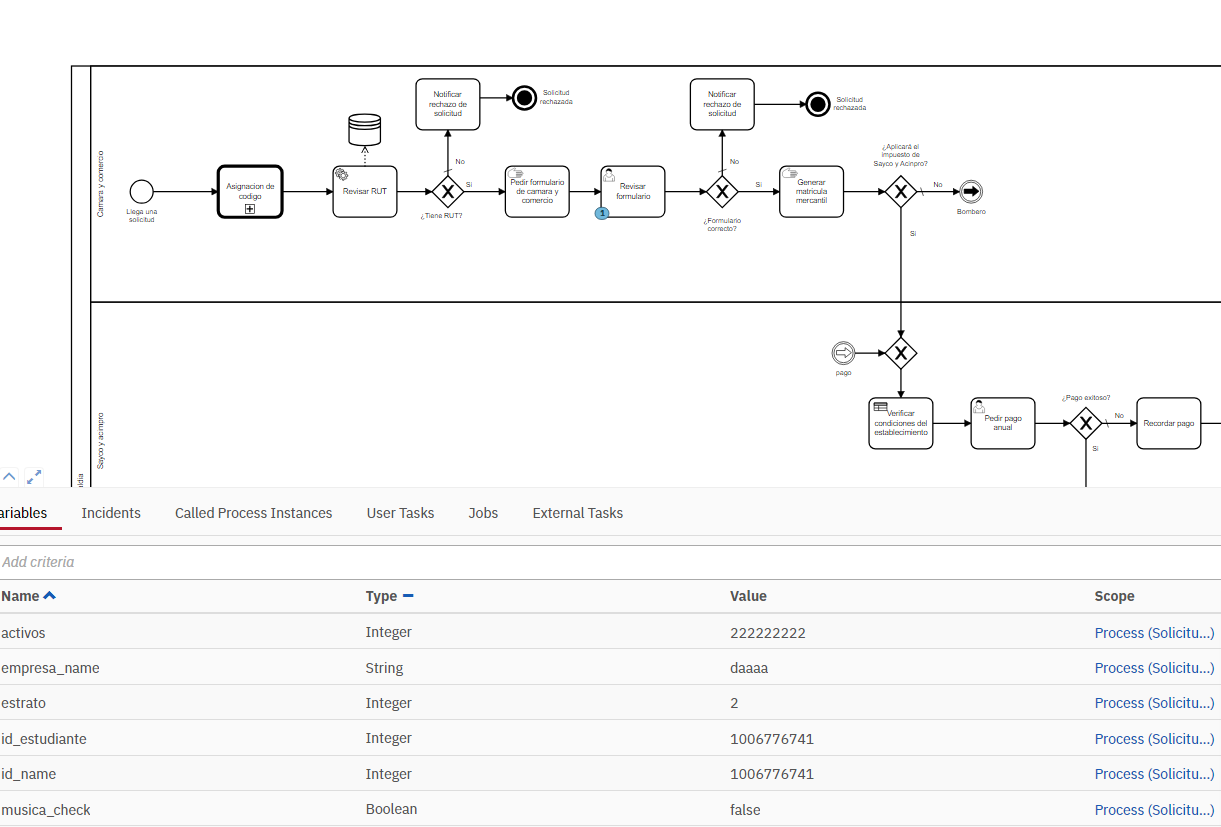 Camara y comercio
Llega una
solicitud
Asignacion de
codigo
Revisar RUT
Notificar
rechazo de
solicitud
Solicitud
rechazada
No
Si
¿Tiene RUT?
Pedir formulario
de camara y
comercio
Revisar
formulario
1
Notificar
rechazo de
solicitud
Solicitud
rechazada
No
Si
¿Formulario
correcto?
Generar
matricula
mercantil
¿Aplicará el
impuesto de
Sayco y Acinpro?
No
Bombero
Si
Sayco y acinpro
pago
Verificar
condiciones del
establecimiento
Pedir pago
anual
¿Pago exitoso?
No
Si
Recordar pago
ldia
ariables
Incidents
Called Process Instances
User Tasks
Jobs
External Tasks
Add criteria
Name Type Value Scope
activos Integer 222222222 Process (Solicitu...)
empresa_name String daaaa Process (Solicitu...)
estrato Integer 2 Process (Solicitu...)
id_estudiante Integer 1006776741 Process (Solicitu...)
id_name Integer 1006776741 Process (Solicitu...)
musica_check Boolean false Process (Solicitu...)